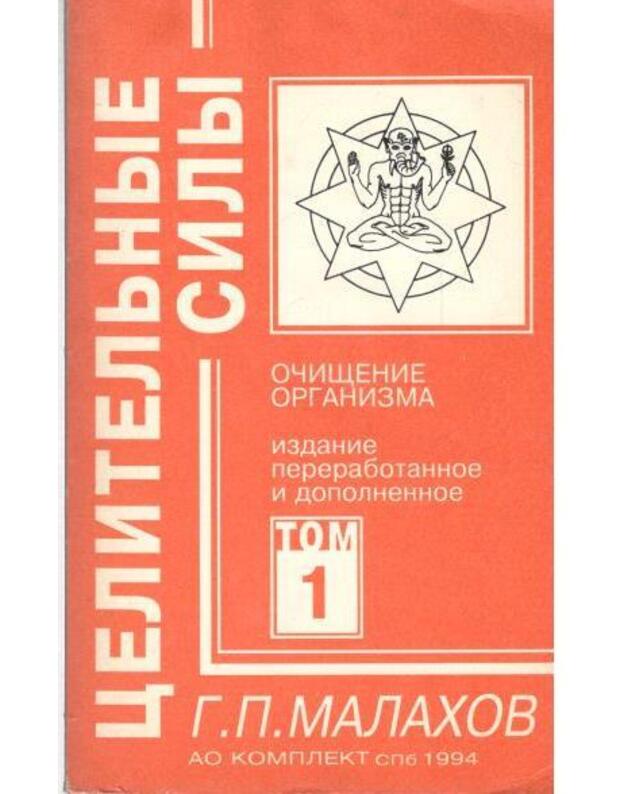 ЦЕЛИТЕЛЬНЫЕ
СИЛЫ
ОЧИЩЕНИЕ
ОРГАНИЗМА
издание
переработанное
и дополненное
ТОМ
1
Г.П.МАЛАХОВ
АО КОМПЛЕКТ СПб 1994